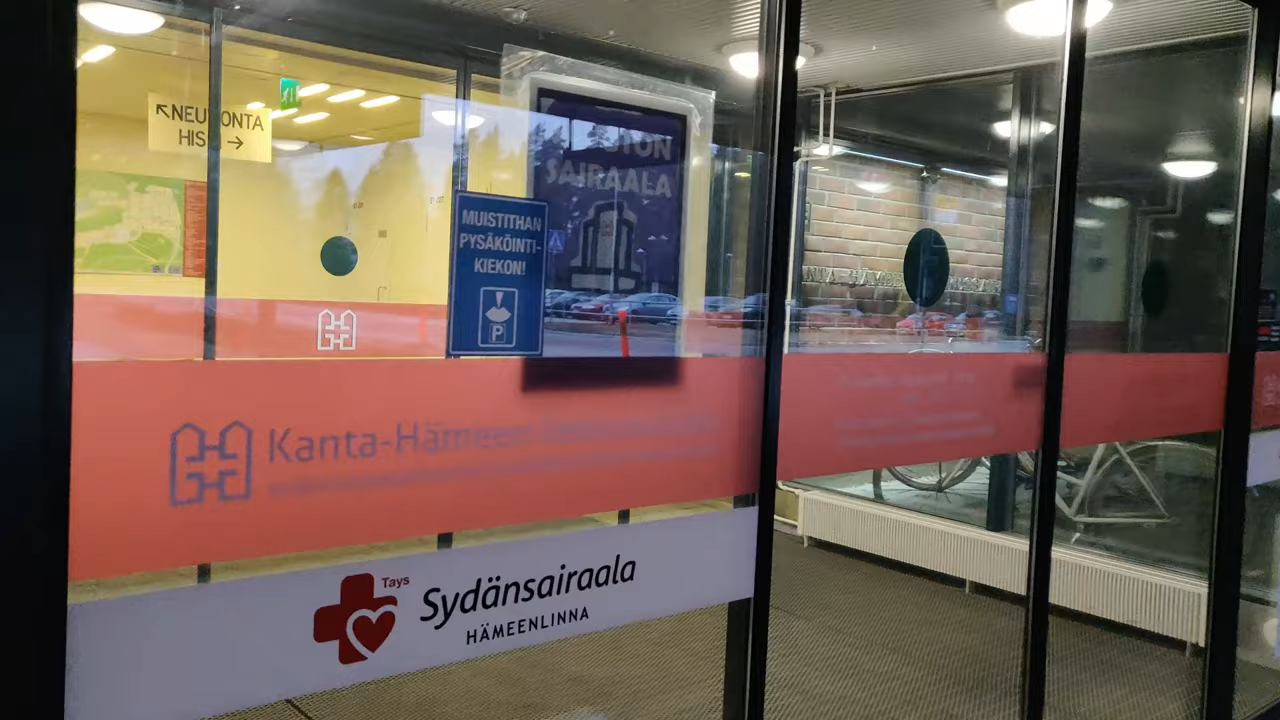 ↖NEUVONTA
HISSI →
SAIRAALA
MUISTITHAN
PYSÄKÖINTI-
KIEKON!
P
Kanta-Hämeen
Tays
Sydänsairaala
HÄMEENLINNA